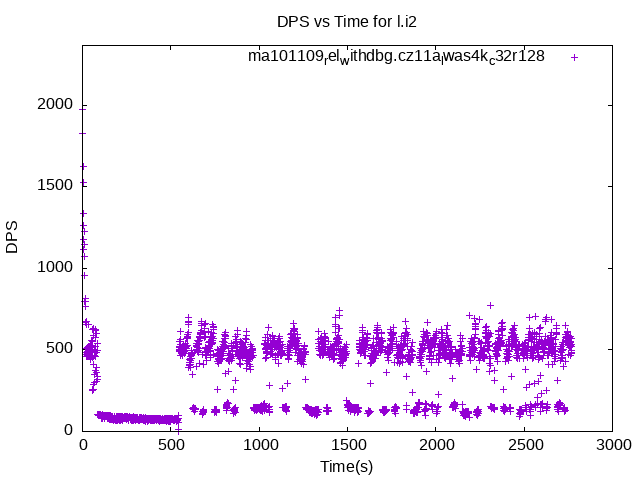 DPS vs Time for l.i2
ma101109_rel_withdbg.cz11a_lwas4k_c32r128
2000
1500
1000
500
0
DPS
0 500 1000 1500 2000 2500 3000
Time(s)